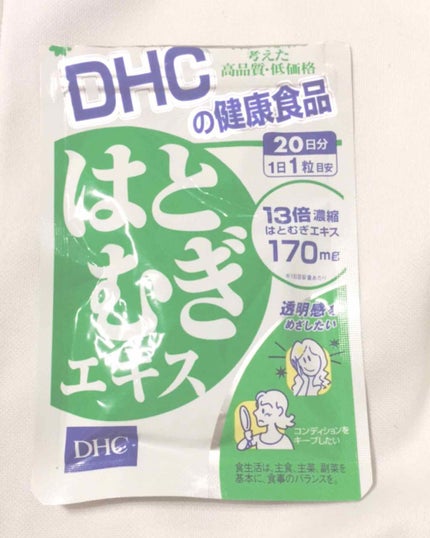 考えた
高品質・低価格
DHC
の健康食品
20日分
1日1粒目安
はと
むぎ
エキス
13倍濃縮
はとむぎエキス
170mg
透明感を
めざしたい
コンディションを
キープしたい
DHC
食生活は、主食、主菜、副菜を
基本に、食事のバランスを。